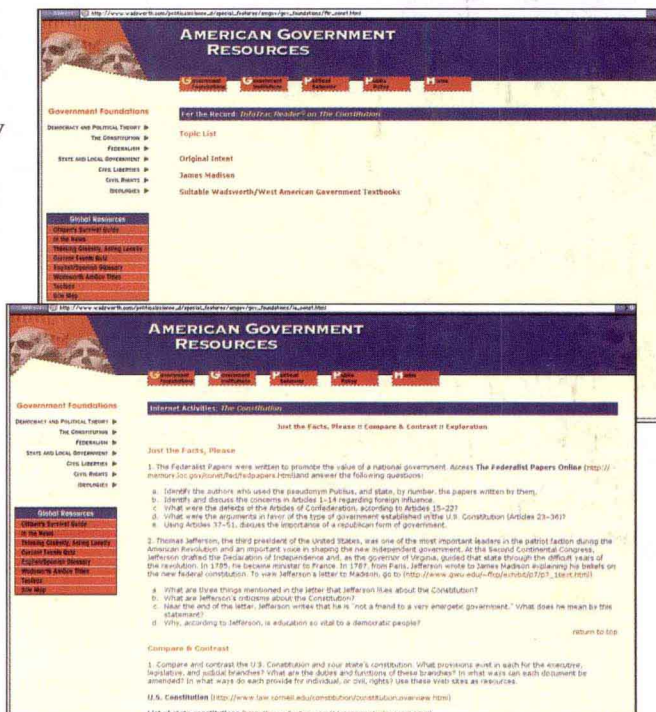 AMERICAN GOVERNMENT
RESOURCES
Government Foundations
DEMOCRACY AND POLITICAL THEORY
THE CONSTITUTION
FEDERALISM
STATE AND LOCAL GOVERNMENT
CIVIL LIBERTIES
CIVIL RIGHTS
IDEOLOGIES
Global Resources
Citizen's Survival Guide
In the News
Thinking Globally, Acting Locally
Current Events Quiz
English/Spanish Glossary
Wadsworth AmGov Titles
Toolbox
Site Map
For the Record: InfoTrac Reader on The Constitution
Topic List
Original Intent
James Madison
Suitable Wadsworth/West American Government Textbooks
AMERICAN GOVERNMENT
RESOURCES
Government Foundations
DEMOCRACY AND POLITICAL THEORY
THE CONSTITUTION
FEDERALISM
STATE AND LOCAL GOVERNMENT
CIVIL LIBERTIES
CIVIL RIGHTS
IDEOLOGIES
Global Resources
Citizen's Survival Guide
In the News
Thinking Globally, Acting Locally
Current Events Quiz
English/Spanish Glossary
Wadsworth AmGov Titles
Toolbox
Site Map
Internet Activities: The Constitution
Just the Facts, Please :: Compare & Contrast :: Exploration
Just the Facts, Please
1. The Federalist Papers were written to promote the value of a national government. Access The Federalist Papers Online (http://
and answer the following questions:
a. Identify the authors who used the pseudonym Publius, and state, by number, the papers written by them.
b. Identify and discuss the concerns in Articles 1-14 regarding foreign influence.
c. What were the defects of the Articles of Confederation, according to Articles 15-22?
d. What were the arguments in favor of the type of government established in the U.S. Constitution (Articles 23-36)?
e. Using Articles 37-51, discuss the importance of a republican form of government.
2. Thomas Jefferson, the third president of the United States, was one of the most important leaders in the patriot faction during the
American Revolution and an important voice in shaping the new independent government. At the Second Continental Congress,
Jefferson drafted the Declaration of Independence and, as the governor of Virginia, guided that state through the difficult years of
the revolution. In 1785, he became minister to France. In 1787, from Paris, Jefferson wrote to James Madison explaining his beliefs on
the new federal constitution. To view Jefferson's letter to Madison, go to
a. What are three things mentioned in the letter that Jefferson likes about the Constitution?
b. What are Jefferson's criticisms about the Constitution?
c. Near the end of the letter, Jefferson writes that he is "not a friend to a very energetic government." What does he mean by this
statement?
d. Why, according to Jefferson, is education so vital to a democratic people?
return to top
Compare & Contrast
1. Compare and contrast the U.S. Constitution and your state's constitution. What provisions exist in each for the executive,
legislative, and judicial branches? What are the duties and functions of these branches? In what ways can each document be
amended? In what ways do each provide for individual, or civil, rights? Use these Web sites as resources.
U.S. Constitution (http://www.law.cornell.edu/constitution/constitution.overview.html)